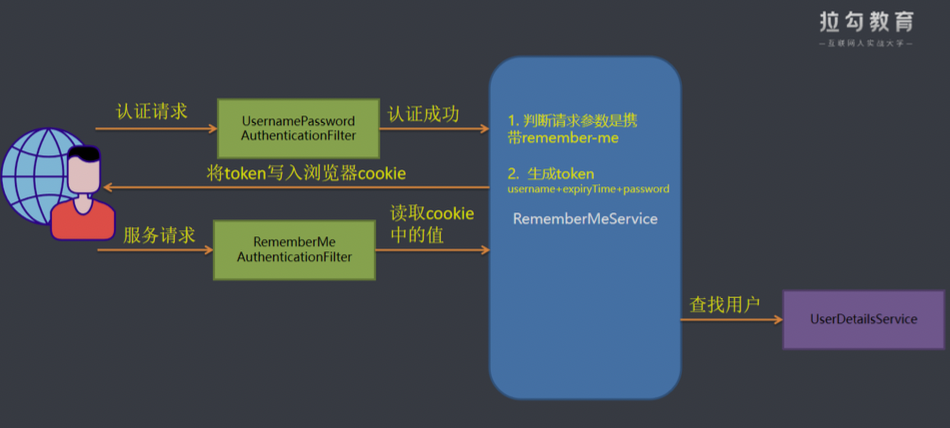 拉勾教育
—互联网人实战大学—
认证请求
UsernamePassword
AuthenticationFilter
认证成功
1. 判断请求参数是携
带remember-me
将token写入浏览器cookie
2. 生成token
username+expiryTime+password
RememberMeService
服务请求
RememberMe
AuthenticationFilter
读取cookie
中的值
查找用户
UserDetailsService